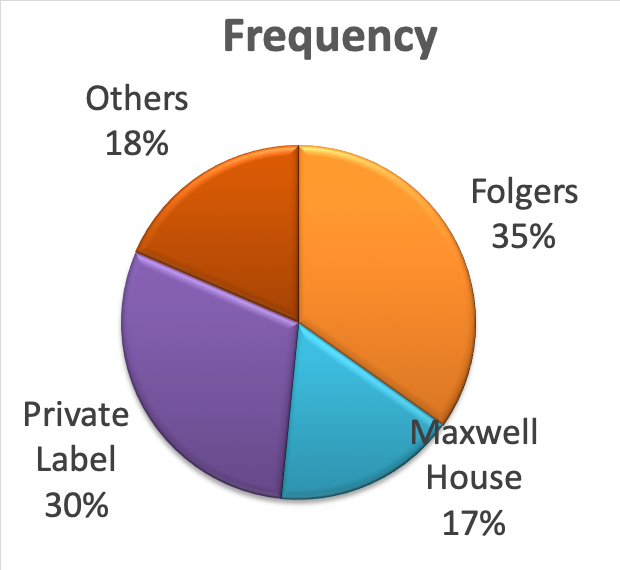 Frequency
Others
18%
Folgers
35%
Private
Label
30%
Maxwell
House
17%